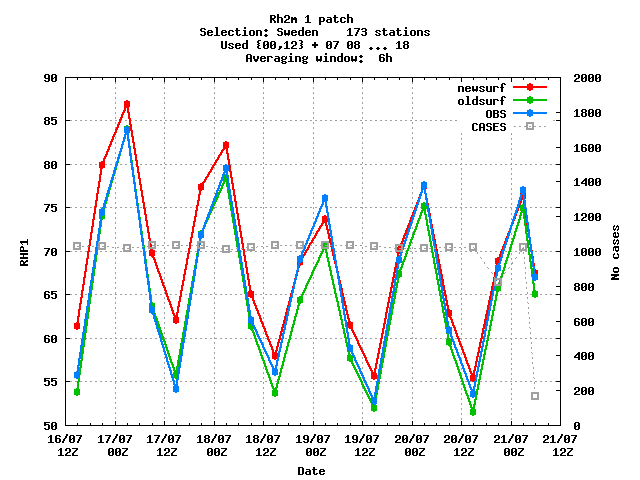 Rh2m 1 patch
Selection: Sweden    173 stations
Used {00,12} + 07 08 ... 18
Averaging window:  6h
90 2000
newsurf
oldsurf
OBS
CASES
85 80 75 70 65 60 55 50
1800 1600 1400 1200 1000 800 600 400 200 0
RHP1
No cases
16/07 17/07 17/07 18/07 18/07 19/07 19/07 20/07 20/07 21/07 21/07
12Z 00Z 12Z 00Z 12Z 00Z 12Z 00Z 12Z 00Z 12Z
Date